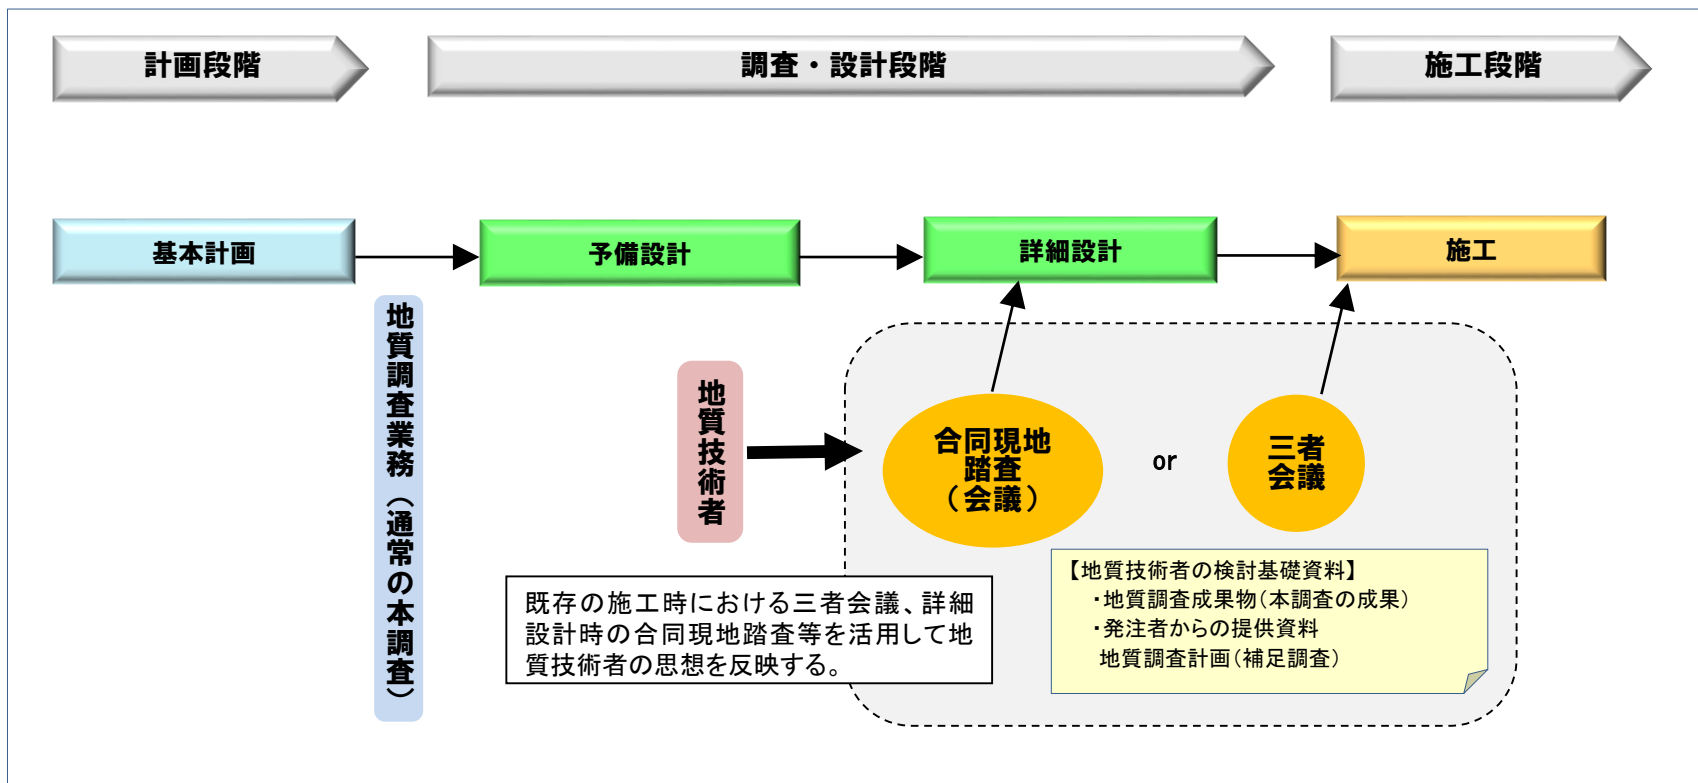 計画段階
調査・設計段階
施工段階
基本計画
予備設計
詳細設計
施工
地質調査業務（通常の本調査）
地質技術者
合同現地
踏査
（会議）
or
三者
会議
既存の施工時における三者会議、詳細
設計時の合同現地踏査等を活用して地
質技術者の思想を反映する。
【地質技術者の検討基礎資料】
・地質調査成果物（本調査の成果）
・発注者からの提供資料
地質調査計画（補足調査）